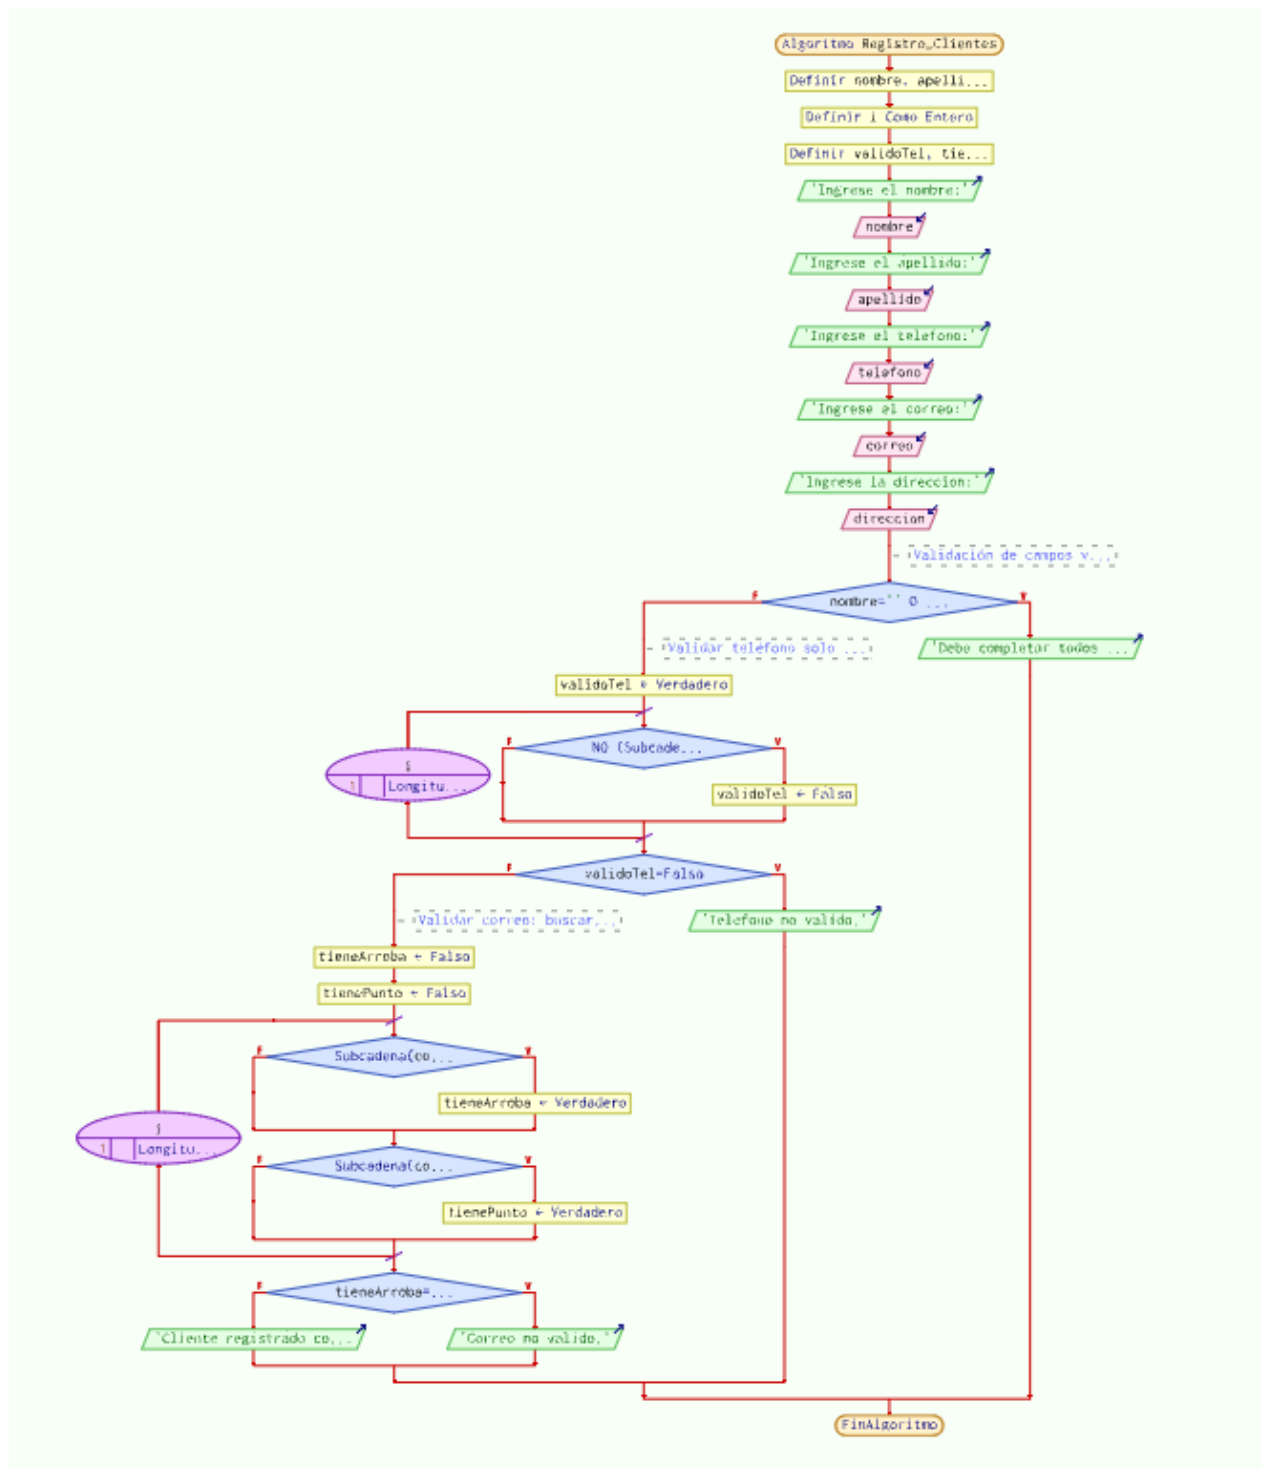 Algoritmo Registro_Clientes
Definir nombre, apelli...
Definir i Como Entero
Definir validoTel, tie...
'Ingrese el nombre:'
nombre
'Ingrese el apellido:'
apellido
'Ingrese el telefono:'
telefono
'Ingrese el correo:'
correo
'Ingrese la direccion:'
direccion
Validación de campos v...
F
nombre='' O ...
V
Validar teléfono solo ...
'Debe completar todos ...
validoTel ← Verdadero
F
NO (Subcade...
V
i
1
Longitu...
validoTel ← Falso
F
validoTel=Falso
V
Validar correo: buscar...
'Telefono no valido.'
tieneArroba ← Falso
tienePunto ← Falso
F
Subcadena(co...
V
tieneArroba ← Verdadero
i
1
Longitu...
F
Subcadena(co...
V
tienePunto ← Verdadero
F
tieneArroba=...
V
'Cliente registrado co...
'Correo no valido.'
FinAlgoritmo